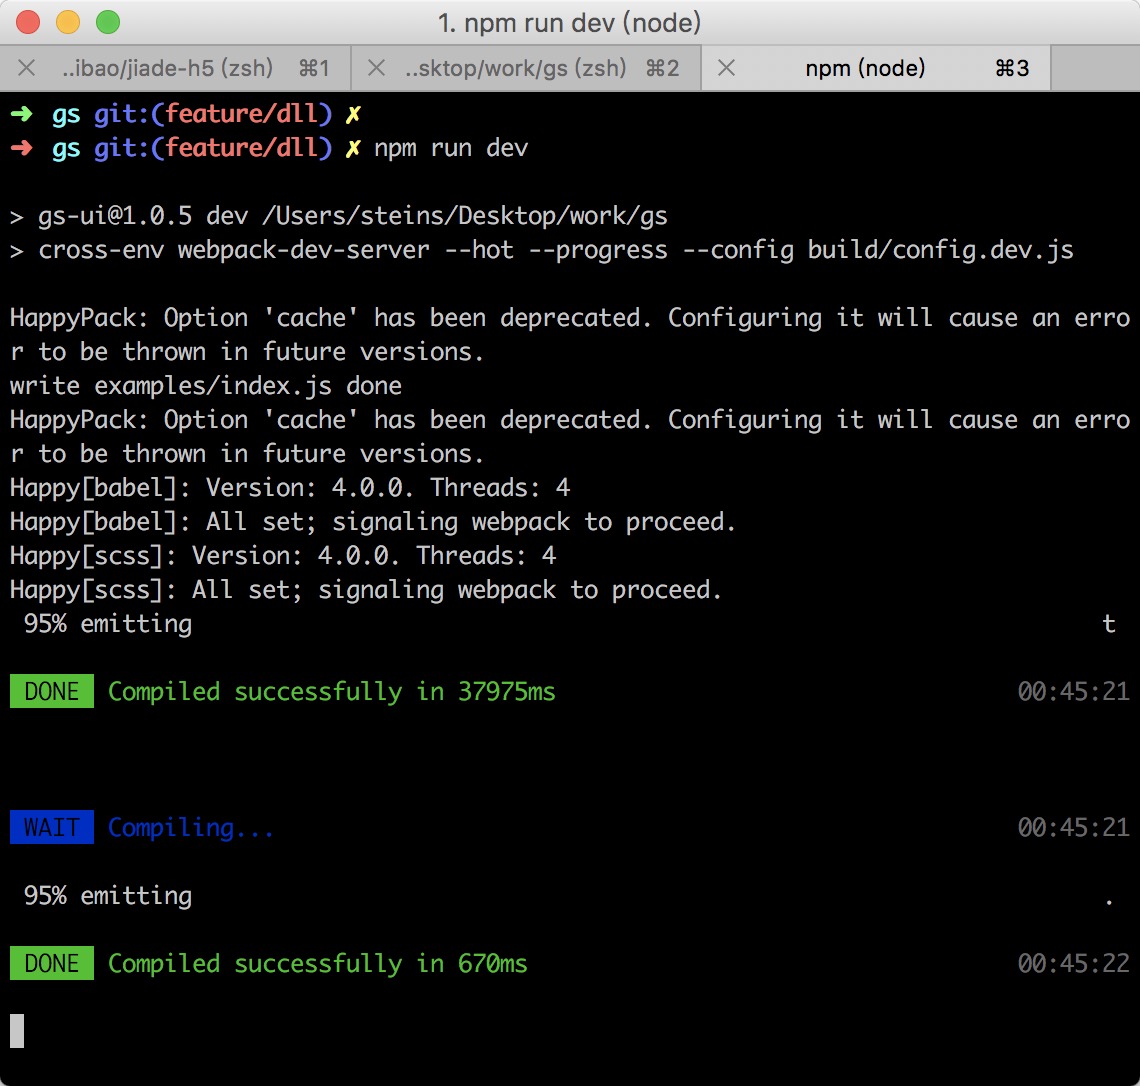 1. npm run dev (node)
..ibao/jiade-h5 (zsh) ⌘1 ..sktop/work/gs (zsh) ⌘2 npm (node) ⌘3
➜ gs git:(feature/dll) ✗
➜ gs git:(feature/dll) ✗ npm run dev
> gs-ui@1.0.5 dev /Users/steins/Desktop/work/gs
> cross-env webpack-dev-server --hot --progress --config build/config.dev.js
HappyPack: Option 'cache' has been deprecated. Configuring it will cause an erro
r to be thrown in future versions.
write examples/index.js done
HappyPack: Option 'cache' has been deprecated. Configuring it will cause an erro
r to be thrown in future versions.
Happy[babel]: Version: 4.0.0. Threads: 4
Happy[babel]: All set; signaling webpack to proceed.
Happy[scss]: Version: 4.0.0. Threads: 4
Happy[scss]: All set; signaling webpack to proceed.
95% emitting t
DONE Compiled successfully in 37975ms 00:45:21
WAIT Compiling... 00:45:21
95% emitting .
DONE Compiled successfully in 670ms 00:45:22